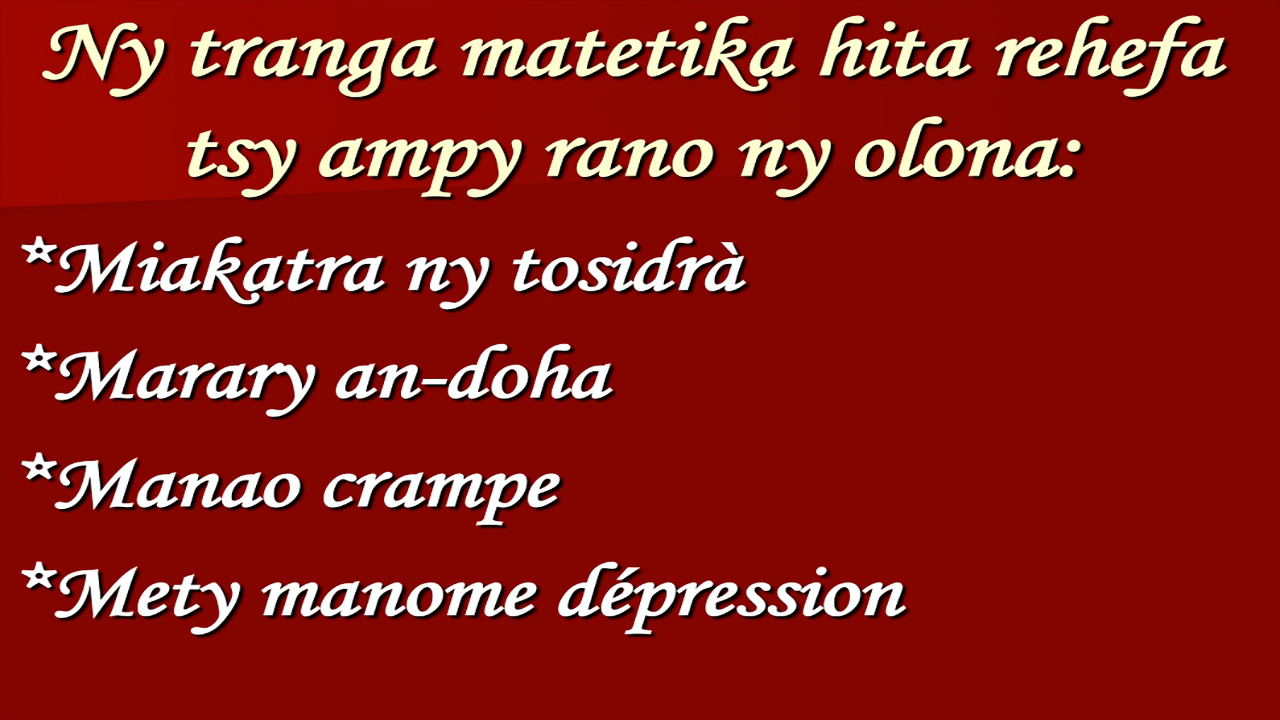 Ny tranga matetika hita rehefa
tsy ampy rano ny olona:
*Miakatra ny tosidrà
*Marary an-doha
*Manao crampe
*Mety manome dépression